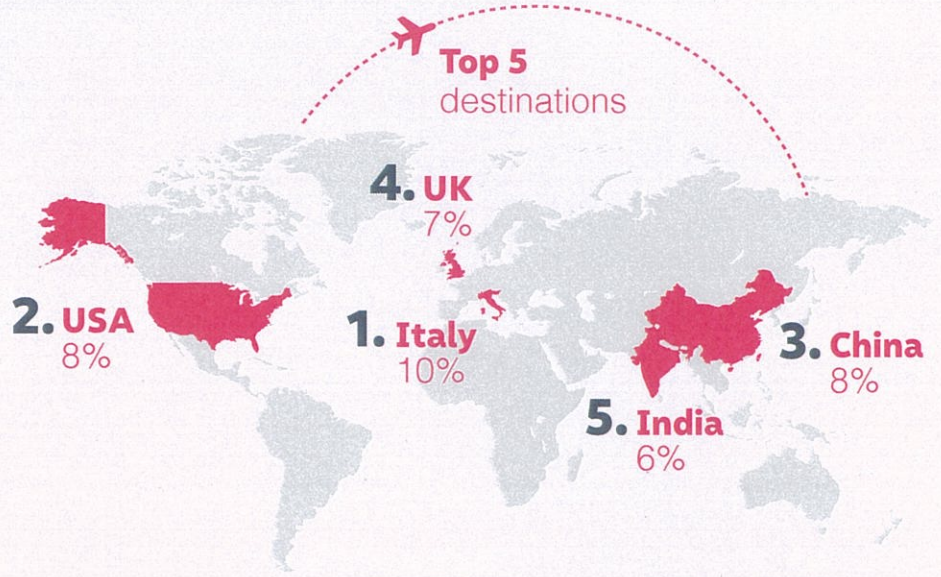 Top 5
destinations
4. UK
7%
2. USA
8%
1. Italy
10%
3. China
8%
5. India
6%